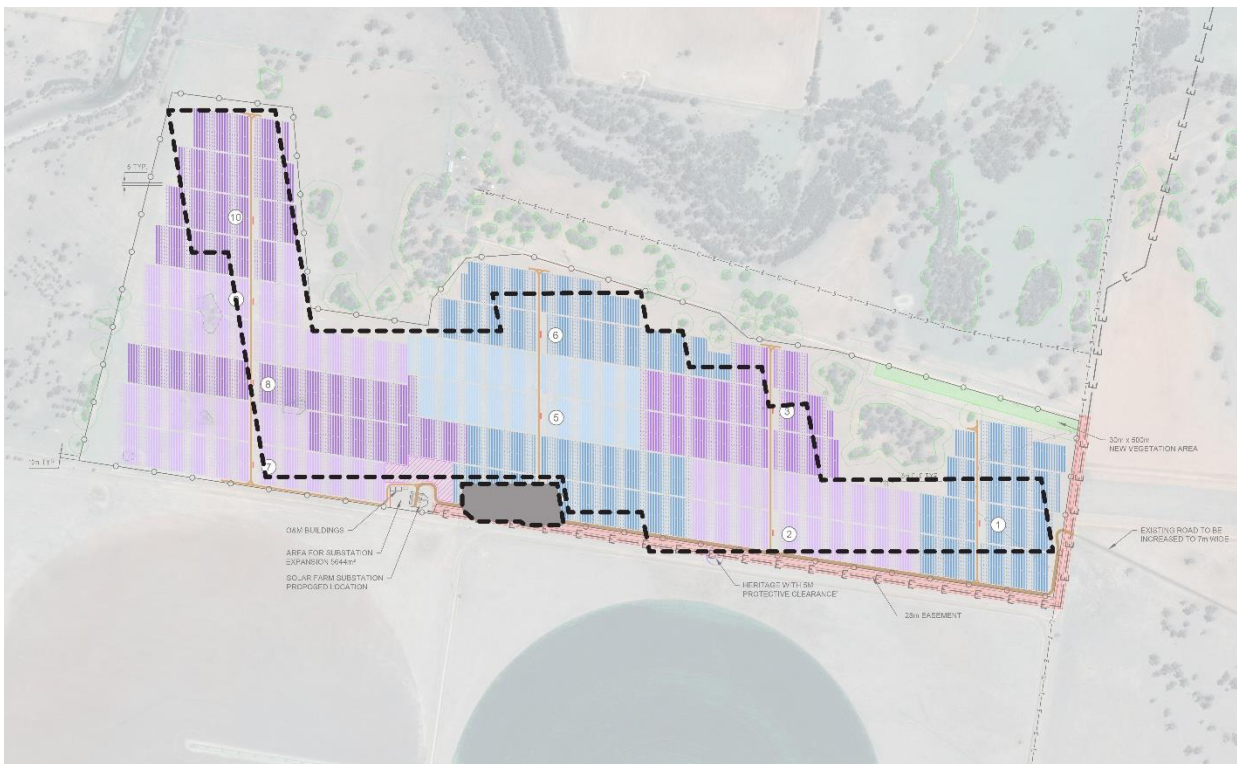 6 TYP.
10
6
8
5
3
7
2
1
30m x 600m
NEW VEGETATION AREA
O&M BUILDINGS
AREA FOR SUBSTATION
EXPANSION 5644m²
SOLAR FARM SUBSTATION
PROPOSED LOCATION
EXISTING ROAD TO BE
INCREASED TO 7m WIDE
HERITAGE WITH 5M
PROTECTIVE CLEARANCE'
28m EASEMENT